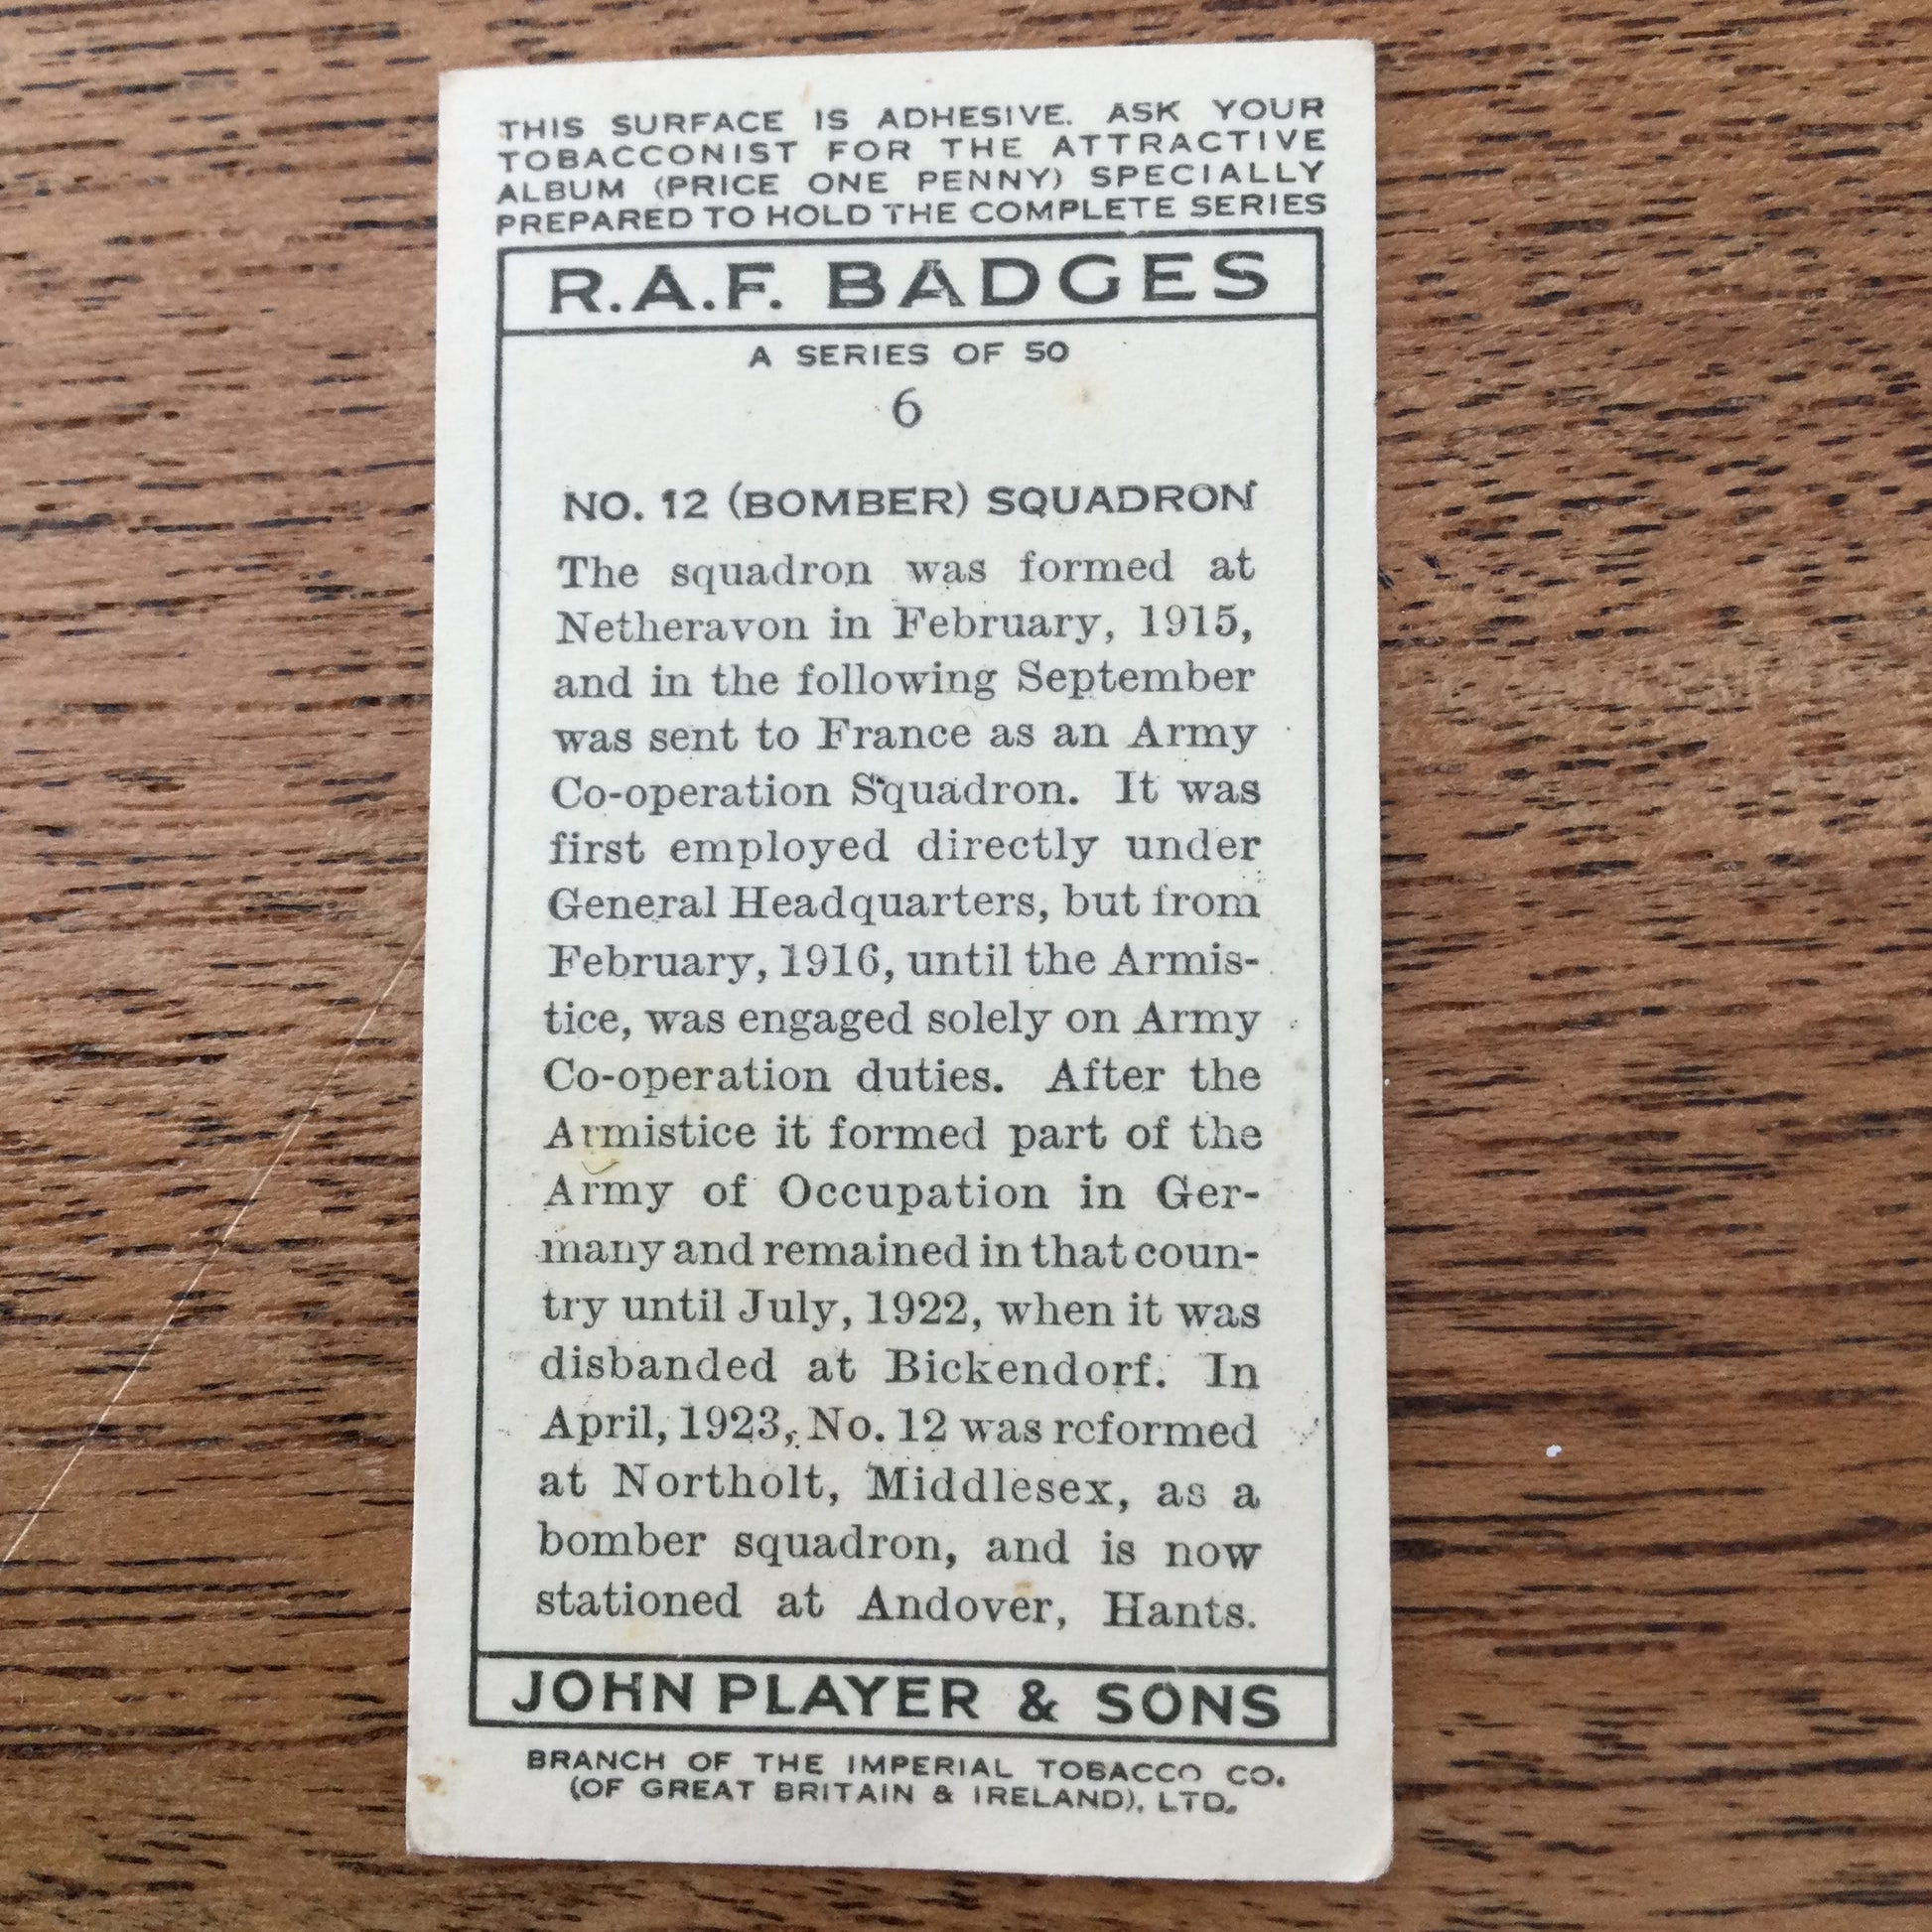 THIS SURFACE IS ADHESIVE. ASK YOUR
TOBACCONIST FOR THE ATTRACTIVE
ALBUM (PRICE ONE PENNY) SPECIALLY
PREPARED TO HOLD THE COMPLETE SERIES
R.A.F. BADGES
A SERIES OF 50
6
NO. 12 (BOMBER) SQUADRON
The squadron was formed at
Netheravon in February, 1915,
and in the following September
was sent to France as an Army
Co-operation Squadron. It was
first employed directly under
General Headquarters, but from
February, 1916, until the Armis-
tice, was engaged solely on Army
Co-operation duties. After the
Armistice it formed part of the
Army of Occupation in Ger-
many and remained in that coun-
try until July, 1922, when it was
disbanded at Bickendorf. In
April, 1923, No. 12 was reformed
at Northolt, Middlesex, as a
bomber squadron, and is now
stationed at Andover, Hants.
JOHN PLAYER & SONS
BRANCH OF THE IMPERIAL TOBACCO CO.
(OF GREAT BRITAIN & IRELAND), LTD.